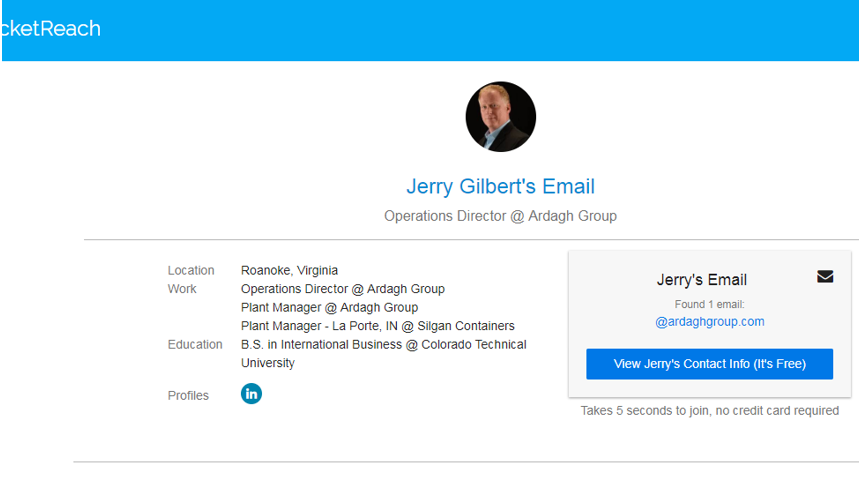 cketReach
Jerry Gilbert's Email
Operations Director @ Ardagh Group
Location Roanoke, Virginia
Work Operations Director @ Ardagh Group
Plant Manager @ Ardagh Group
Plant Manager - La Porte, IN @ Silgan Containers
Education B.S. in International Business @ Colorado Technical
University
Profiles in
Jerry's Email
Found 1 email:
@ardaghgroup.com
View Jerry's Contact Info (It's Free)
Takes 5 seconds to join, no credit card required